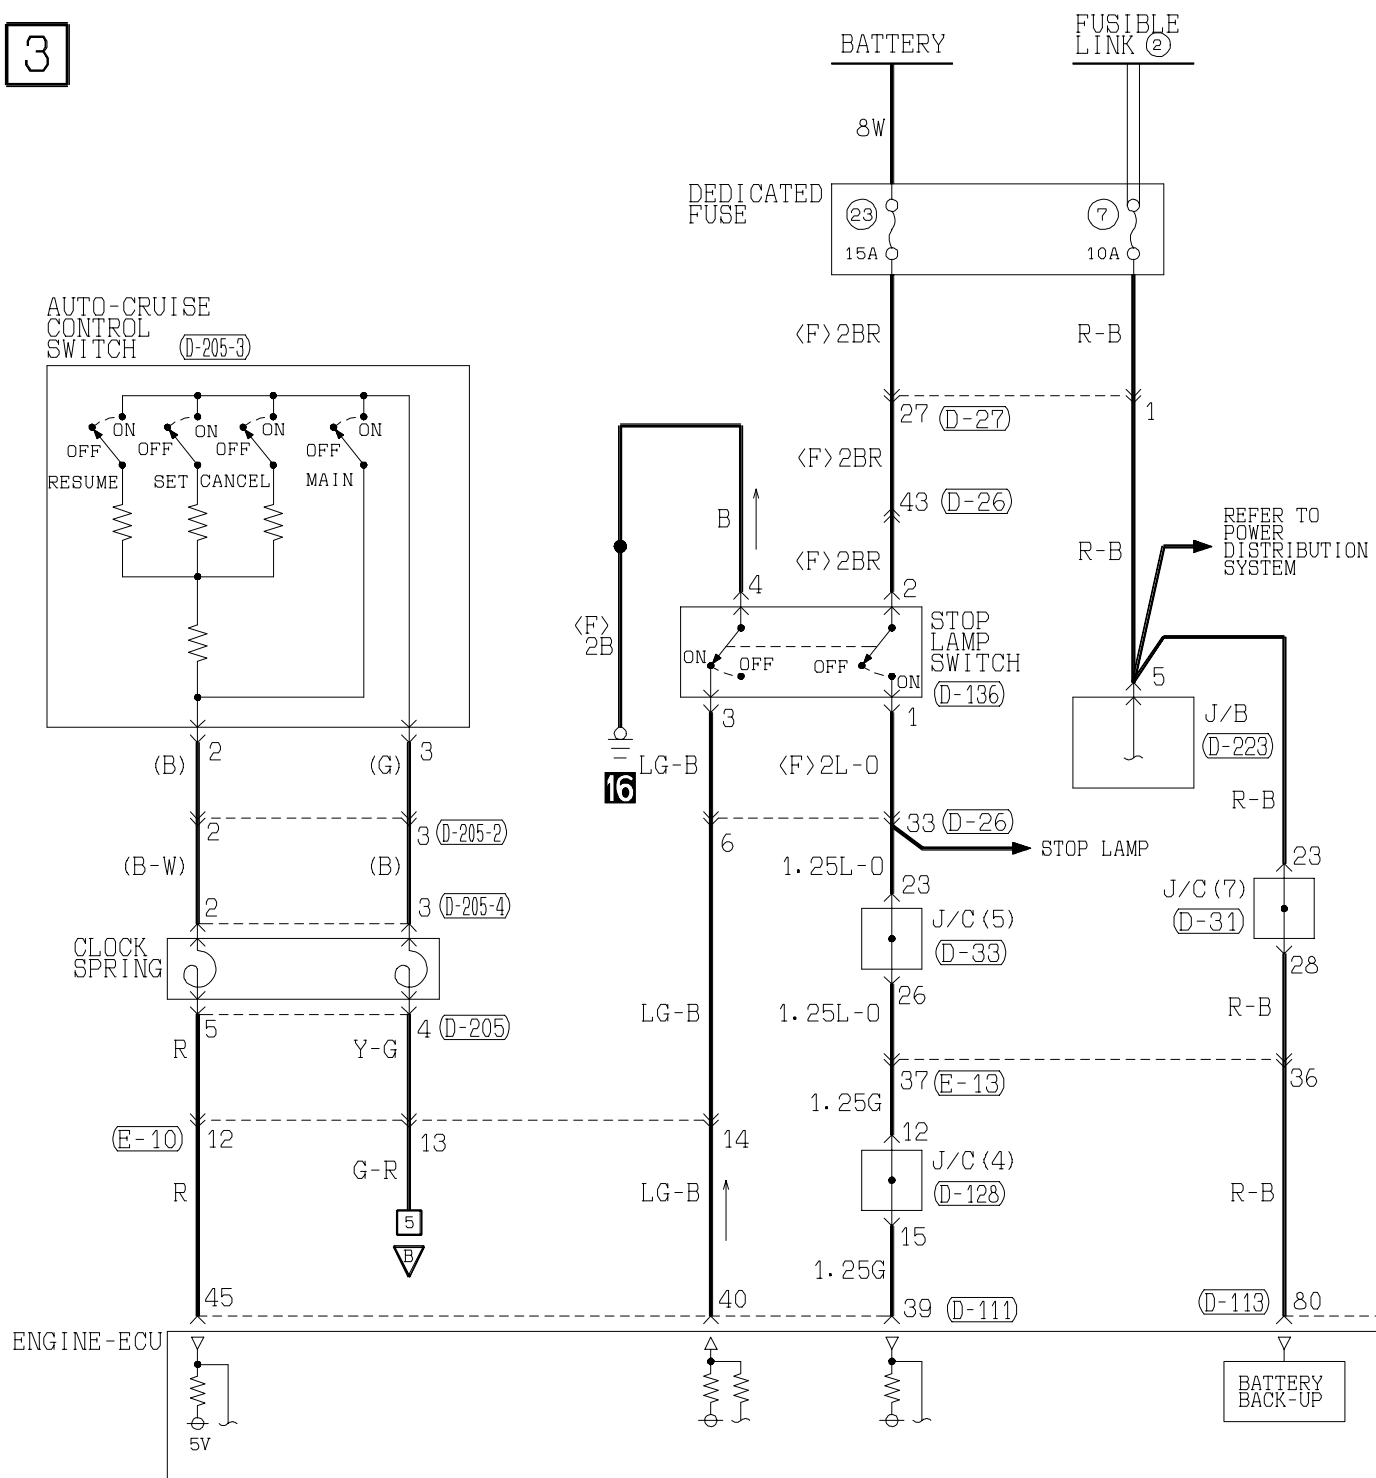 3
BATTERY
FUSIBLE
LINK ②
8W
DEDICATED
FUSE
23
15A
7
10A
AUTO-CRUISE
CONTROL
SWITCH
D-205-3
<F>2BR
R-B
27 D-27
1
ON
OFF
RESUME
ON
OFF
SET
ON
OFF
CANCEL
ON
OFF
MAIN
<F>2BR
43 D-26
B
<F>2BR
R-B
REFER TO
POWER
DISTRIBUTION
SYSTEM
4
2
<F>
2B
ON
OFF
OFF
ON
STOP
LAMP
SWITCH
D-136
5
J/B
D-223
3
1
16
LG-B
<F>2L-O
2
3
(B)
(G)
R-B
2
3 D-205-2
6
33 D-26
STOP LAMP
(B-W)
(B)
1.25L-O
23
23
J/C(7)
D-31
2
3 D-205-4
J/C(5)
D-33
CLOCK
SPRING
28
26
LG-B
1.25L-O
R-B
5
4 D-205
R
Y-G
37 E-13
36
1.25G
E-10 12
13
14
12
J/C(4)
D-128
G-R
R
LG-B
R-B
5
B
15
1.25G
45
40
39 D-111
D-113 80
ENGINE-ECU
BATTERY
BACK-UP
5V